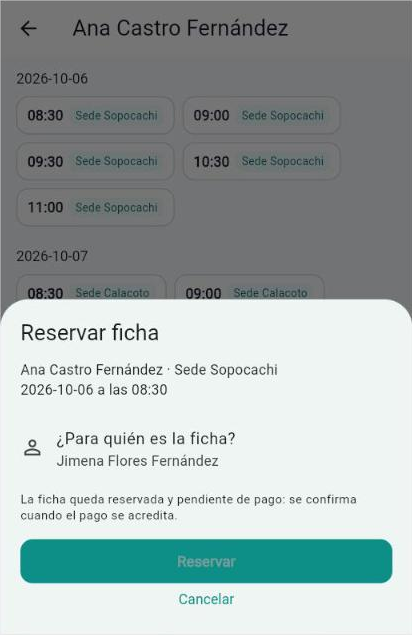 Ana Castro Fernández
2026-10-06
08:30 Sede Sopocachi 09:00 Sede Sopocachi
09:30 Sede Sopocachi 10:30 Sede Sopocachi
11:00 Sede Sopocachi
2026-10-07
08:30 Sede Calacoto 09:00 Sede Calacoto
Reservar ficha
Ana Castro Fernández · Sede Sopocachi
2026-10-06 a las 08:30
¿Para quién es la ficha?
Jimena Flores Fernández
La ficha queda reservada y pendiente de pago: se confirma
cuando el pago se acredita.
Reservar
Cancelar